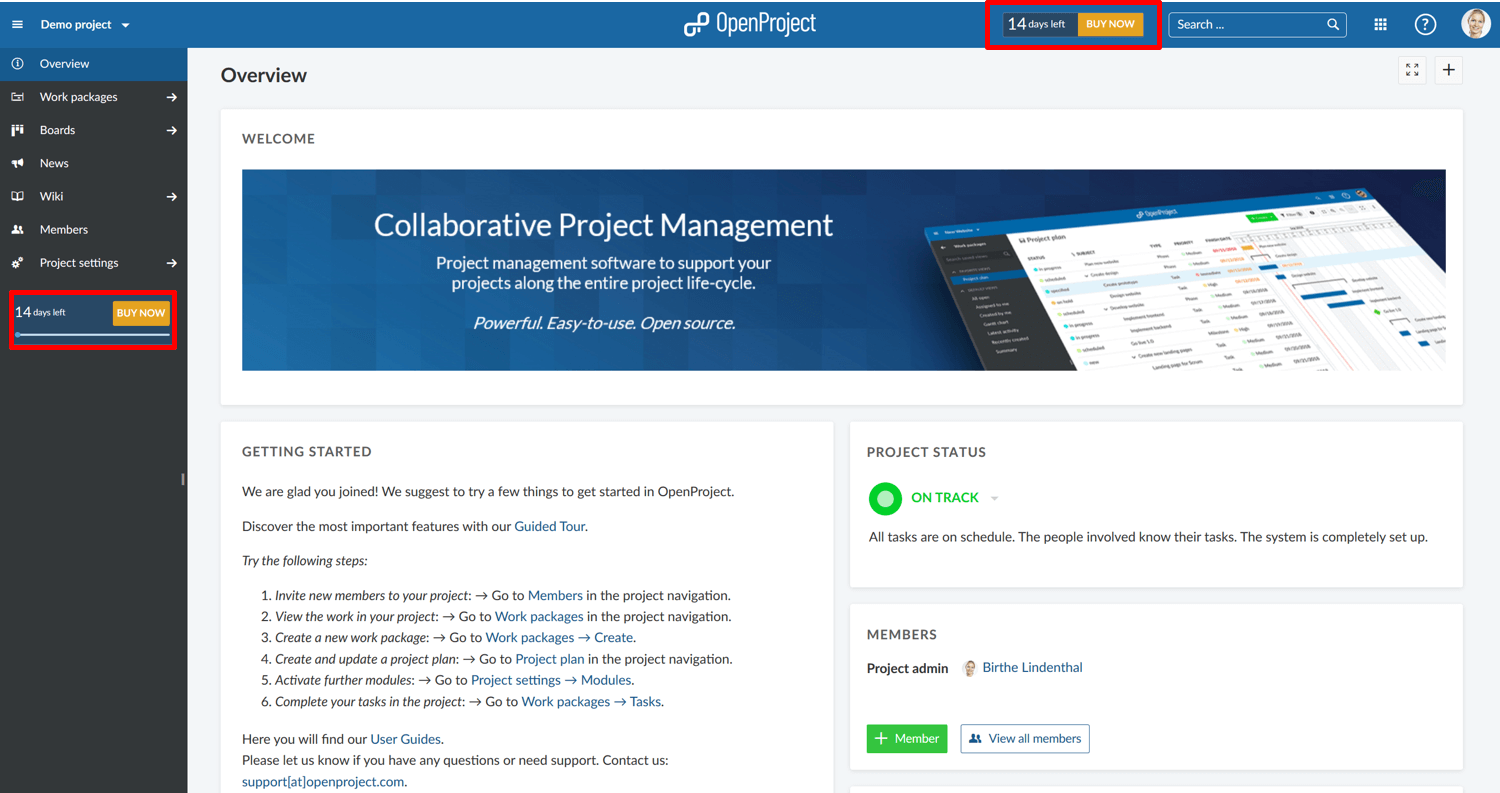 Demo project
OpenProject
14 days left BUY NOW
Search ...
Overview
Work packages
Boards
News
Wiki
Members
Project settings
14 days left BUY NOW
Overview
WELCOME
Collaborative Project Management
Project management software to support your
projects along the entire project life-cycle.
Powerful. Easy-to-use. Open source.
OpenProject
Work packages
Project plan
STATUS
SUBJECT
TYPE
PRIORITY
GETTING STARTED
We are glad you joined! We suggest to try a few things to get started in OpenProject.
Discover the most important features with our Guided Tour.
Try the following steps:
1. Invite new members to your project: → Go to Members in the project navigation.
2. View the work in your project: → Go to Work packages in the project navigation.
3. Create a new work package: → Go to Work packages → Create.
4. Create and update a project plan: → Go to Project plan in the project navigation.
5. Activate further modules: → Go to Project settings → Modules.
6. Complete your tasks in the project: → Go to Work packages → Tasks.
Here you will find our User Guides.
Please let us know if you have any questions or need support. Contact us:
support[at]openproject.com.
PROJECT STATUS
ON TRACK
All tasks are on schedule. The people involved know their tasks. The system is completely set up.
MEMBERS
Project admin Birthe Lindenthal
+ Member
View all members